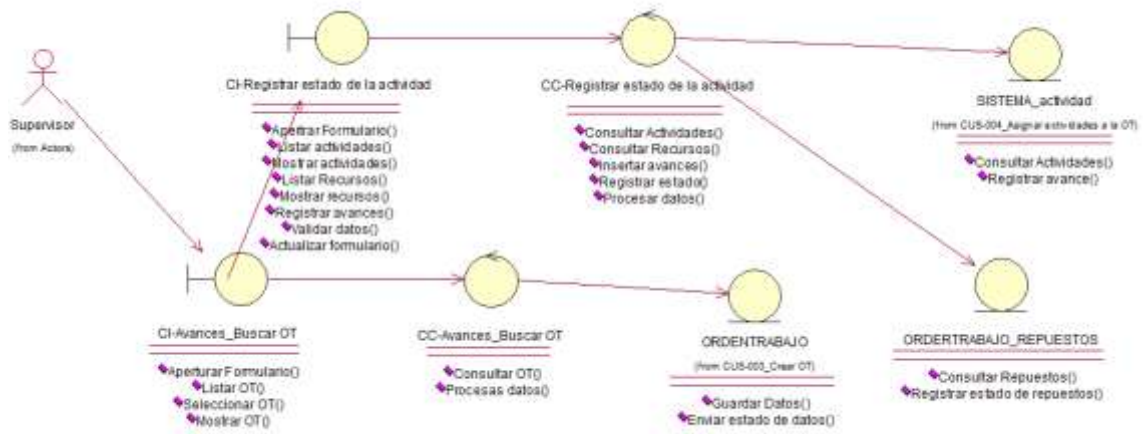 Supervisor
(from Actors)
CI-Registrar estado de la actividad
Apertrar Formulario()
Listar actividades()
Mostrar actividades()
Listar Recursos()
Mostrar recursos()
Registrar avances()
Validar datos()
Actualizar formulario()
CC-Registrar estado de la actividad
Consultar Actividades()
Consultar Recursos()
Insertar avances()
Registrar estado()
Procesar datos()
SISTEMA_actividad
(from CUS-004_Asignar actividades a la OT)
Consultar Actividades()
Registrar avance()
CI-Avances_Buscar OT
Aperturar Formulario()
Listar OT()
Seleccionar OT()
Mostrar OT()
CC-Avances_Buscar OT
Consultar OT()
Procesas datos()
ORDENTRABAJO
(from CUS-003_Crear OT)
Guardar Datos()
Enviar estado de datos()
ORDERTRABAJO_REPUESTOS
Consultar Repuestos()
Registrar estado de repuestos()